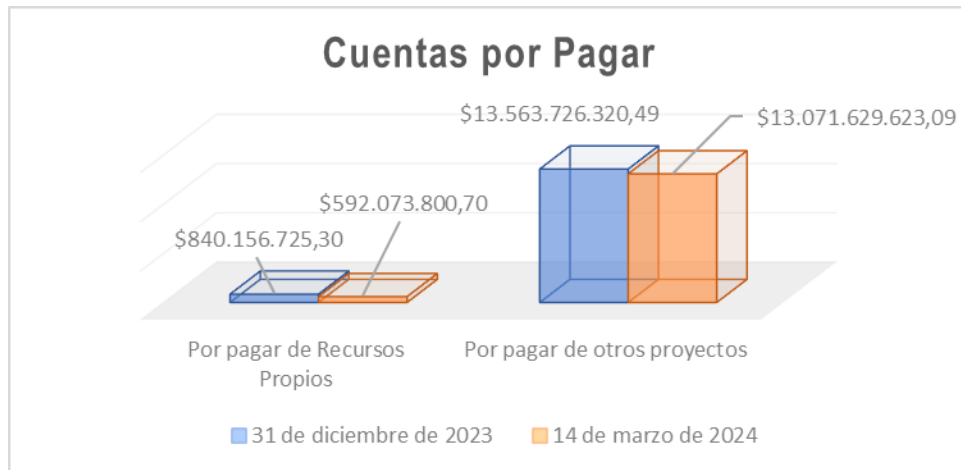 Cuentas por Pagar
$13.563.726.320,49
$13.071.629.623,09
$592.073.800,70
$840.156.725,30
Por pagar de Recursos
Propios
Por pagar de otros proyectos
31 de diciembre de 2023
14 de marzo de 2024